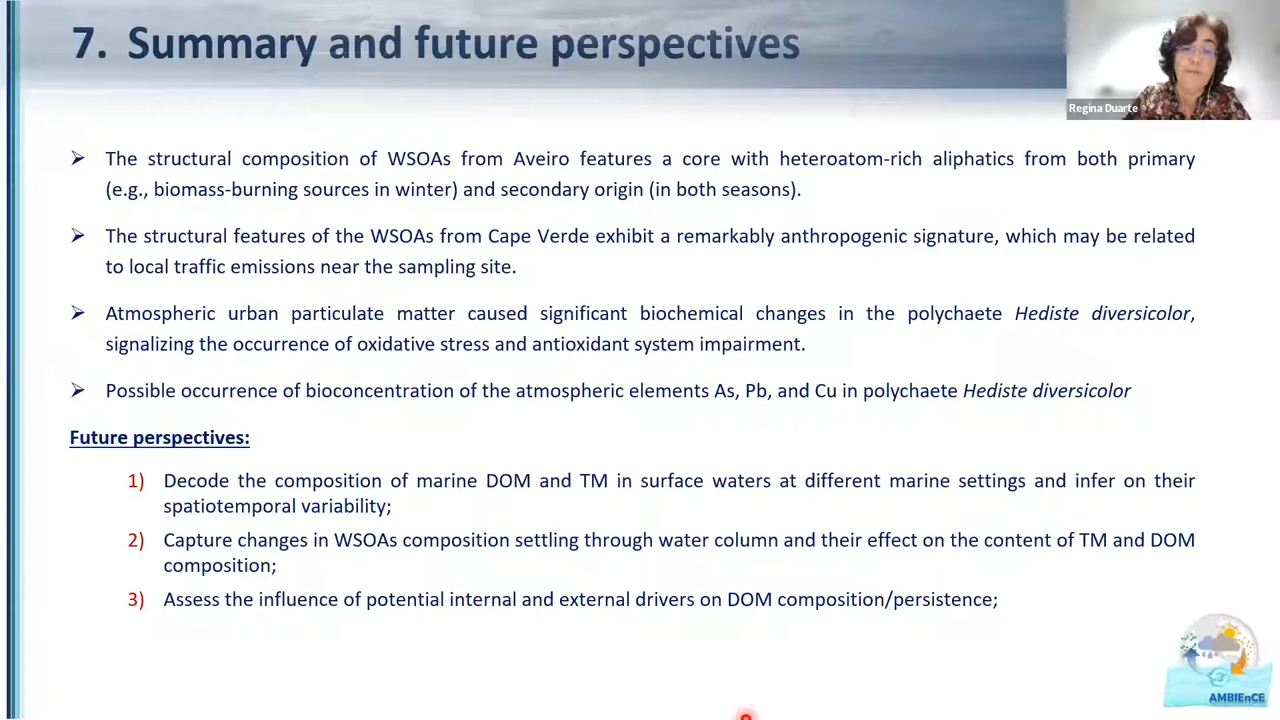 7. Summary and future perspectives
Regina Duarte
➢ The structural composition of WSOAs from Aveiro features a core with heteroatom-rich aliphatics from both primary
(e.g., biomass-burning sources in winter) and secondary origin (in both seasons).
➢ The structural features of the WSOAs from Cape Verde exhibit a remarkably anthropogenic signature, which may be related
to local traffic emissions near the sampling site.
➢ Atmospheric urban particulate matter caused significant biochemical changes in the polychaete Hediste diversicolor,
signalizing the occurrence of oxidative stress and antioxidant system impairment.
➢ Possible occurrence of bioconcentration of the atmospheric elements As, Pb, and Cu in polychaete Hediste diversicolor
Future perspectives:
1) Decode the composition of marine DOM and TM in surface waters at different marine settings and infer on their
spatiotemporal variability;
2) Capture changes in WSOAs composition settling through water column and their effect on the content of TM and DOM
composition;
3) Assess the influence of potential internal and external drivers on DOM composition/persistence;
AMBIEnCE